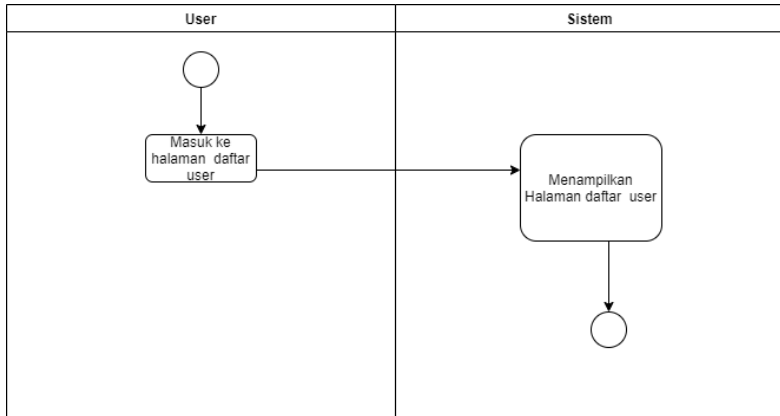 User
Sistem
Masuk ke
halaman daftar
user
Menampilkan
Halaman daftar user